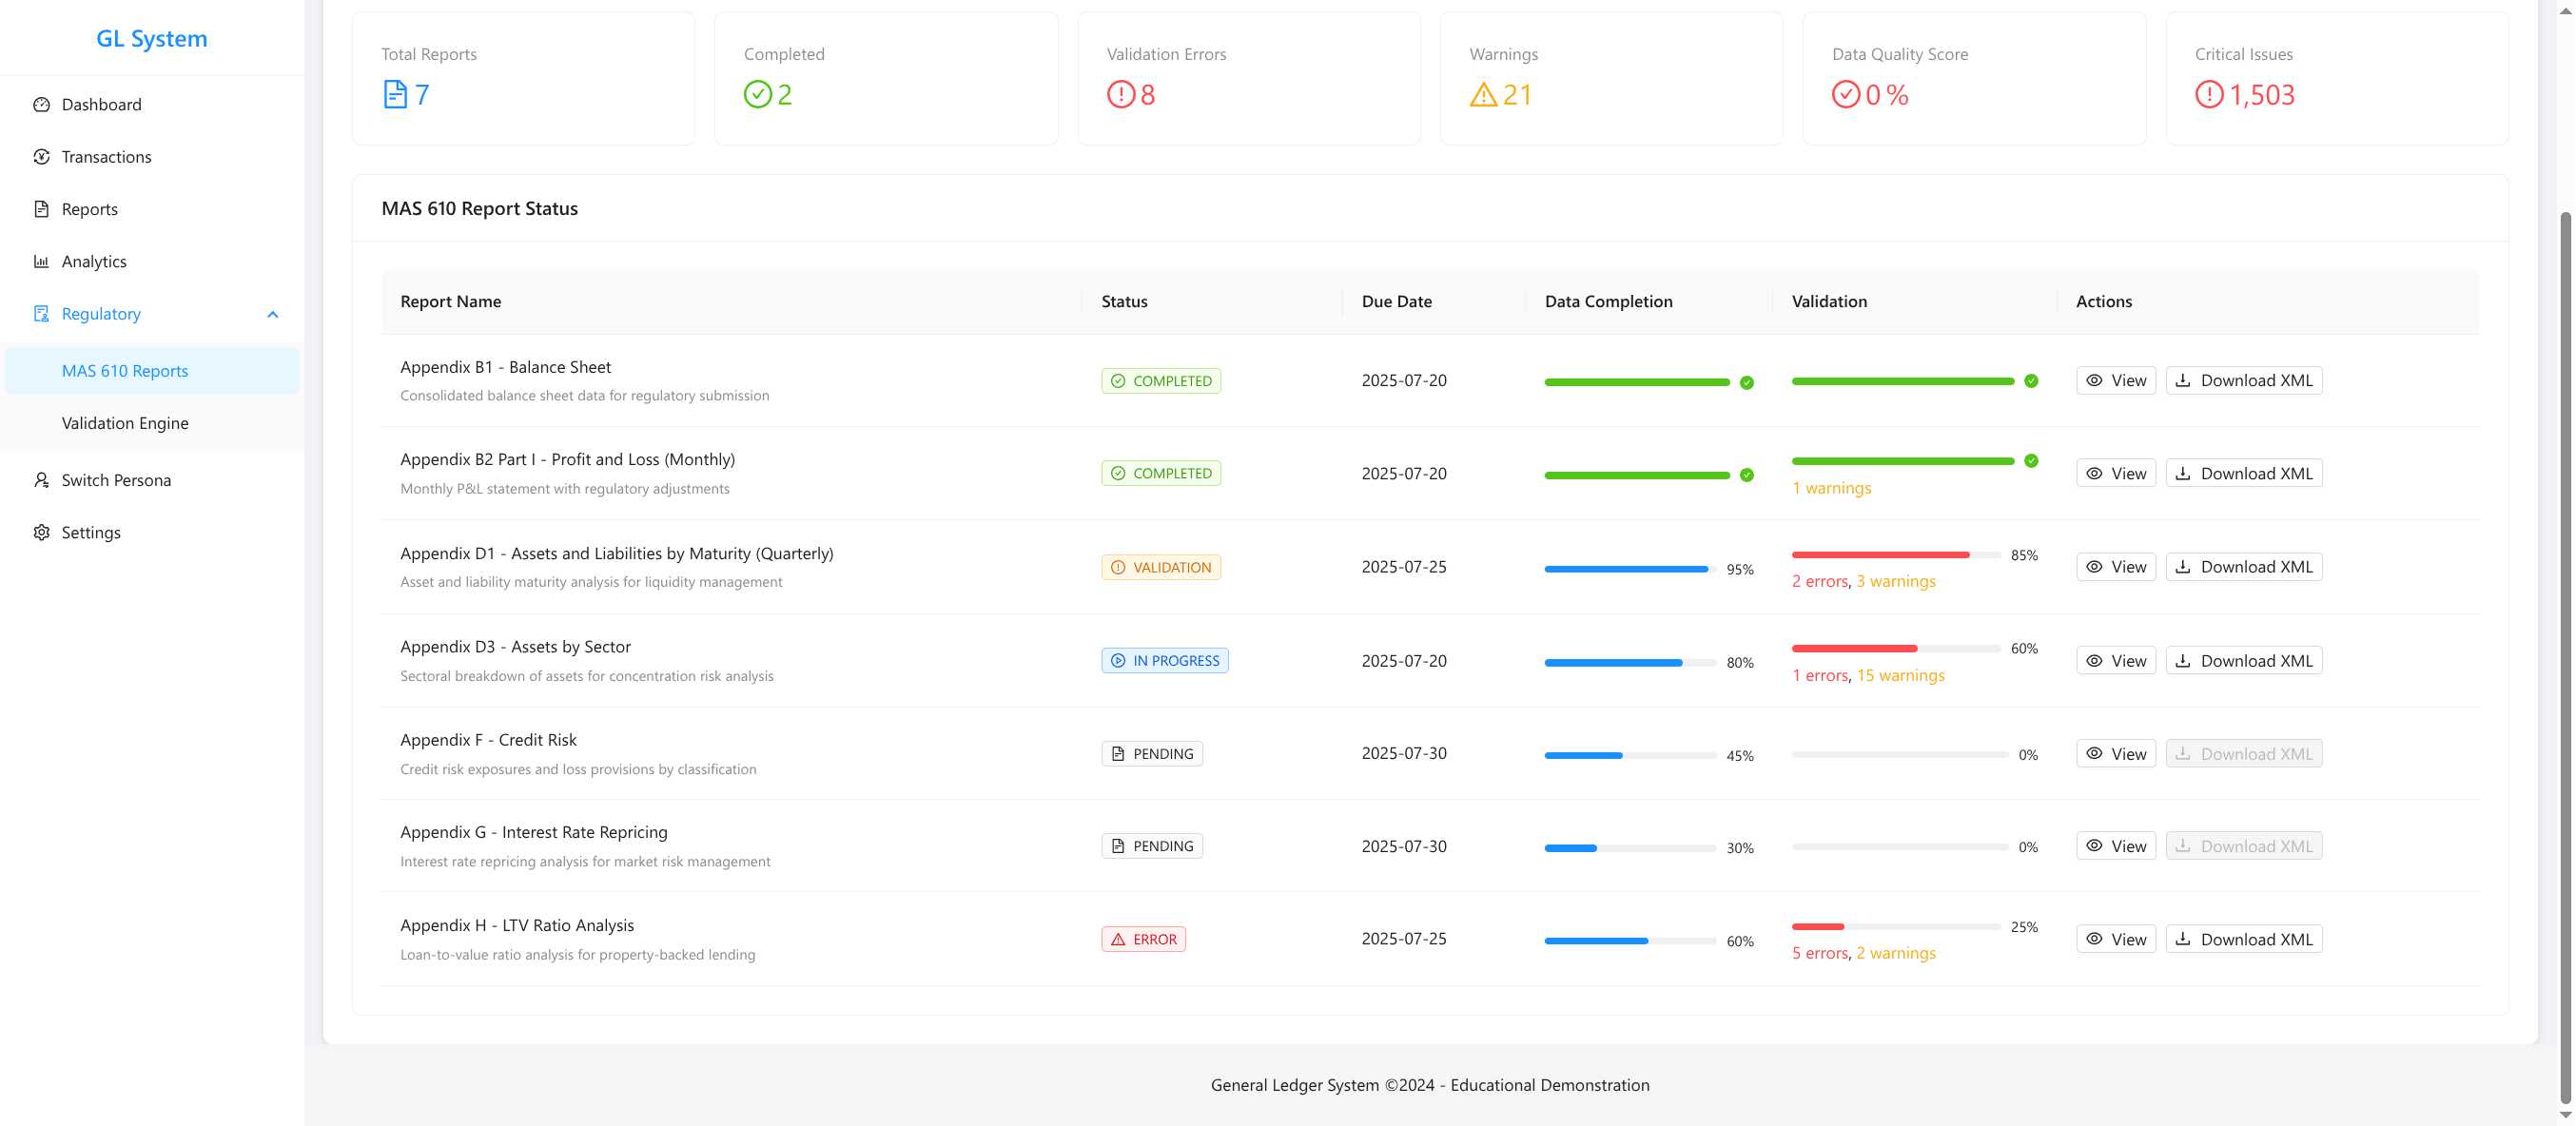 GL System
Dashboard
Transactions
Reports
Analytics
Regulatory
MAS 610 Reports
Validation Engine
Switch Persona
Settings
Total Reports
7
Completed
2
Validation Errors
8
Warnings
21
Data Quality Score
0 %
Critical Issues
1,503
MAS 610 Report Status
Report Name Status Due Date Data Completion Validation Actions
Appendix B1 - Balance Sheet
Consolidated balance sheet data for regulatory submission
COMPLETED 2025-07-20 View Download XML
Appendix B2 Part I - Profit and Loss (Monthly)
Monthly P&L statement with regulatory adjustments
COMPLETED 2025-07-20 View Download XML
1 warnings
Appendix D1 - Assets and Liabilities by Maturity (Quarterly)
Asset and liability maturity analysis for liquidity management
VALIDATION 2025-07-25 95% 85% View Download XML
2 errors, 3 warnings
Appendix D3 - Assets by Sector
Sectoral breakdown of assets for concentration risk analysis
IN PROGRESS 2025-07-20 80% 60% View Download XML
1 errors, 15 warnings
Appendix F - Credit Risk
Credit risk exposures and loss provisions by classification
PENDING 2025-07-30 45% 0% View Download XML
Appendix G - Interest Rate Repricing
Interest rate repricing analysis for market risk management
PENDING 2025-07-30 30% 0% View Download XML
Appendix H - LTV Ratio Analysis
Loan-to-value ratio analysis for property-backed lending
ERROR 2025-07-25 60% 25% View Download XML
5 errors, 2 warnings
General Ledger System ©2024 - Educational Demonstration